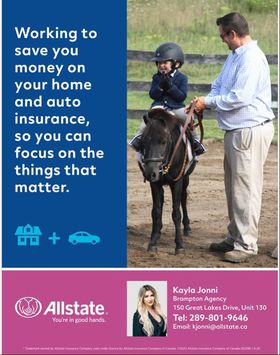 Working to
save you
money on
your home
and auto
insurance,
so you can
focus on the
things that
matter.
+
Allstate.
You're in good hands.
Kayla Jonni
Brampton Agency
150 Great Lakes Drive, Unit 130
Tel: 289-801-9646
Email: kjonni@allstate.ca